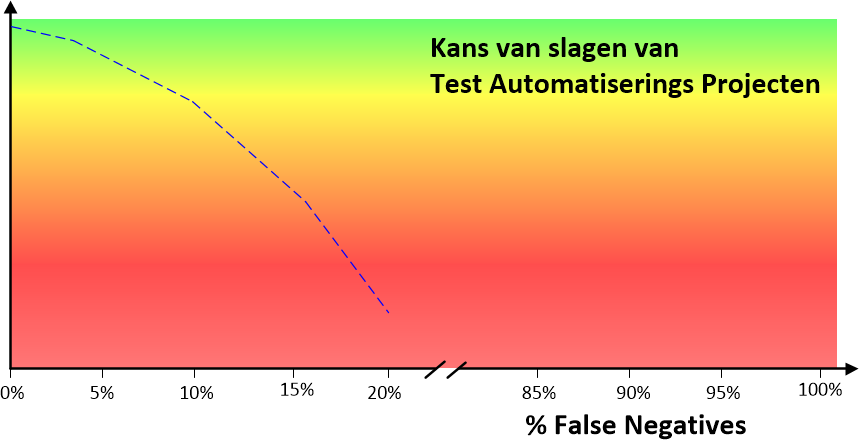 Kans van slagen van
Test Automatiserings Projecten
0% 5% 10% 15% 20% 85% 90% 95% 100%
% False Negatives